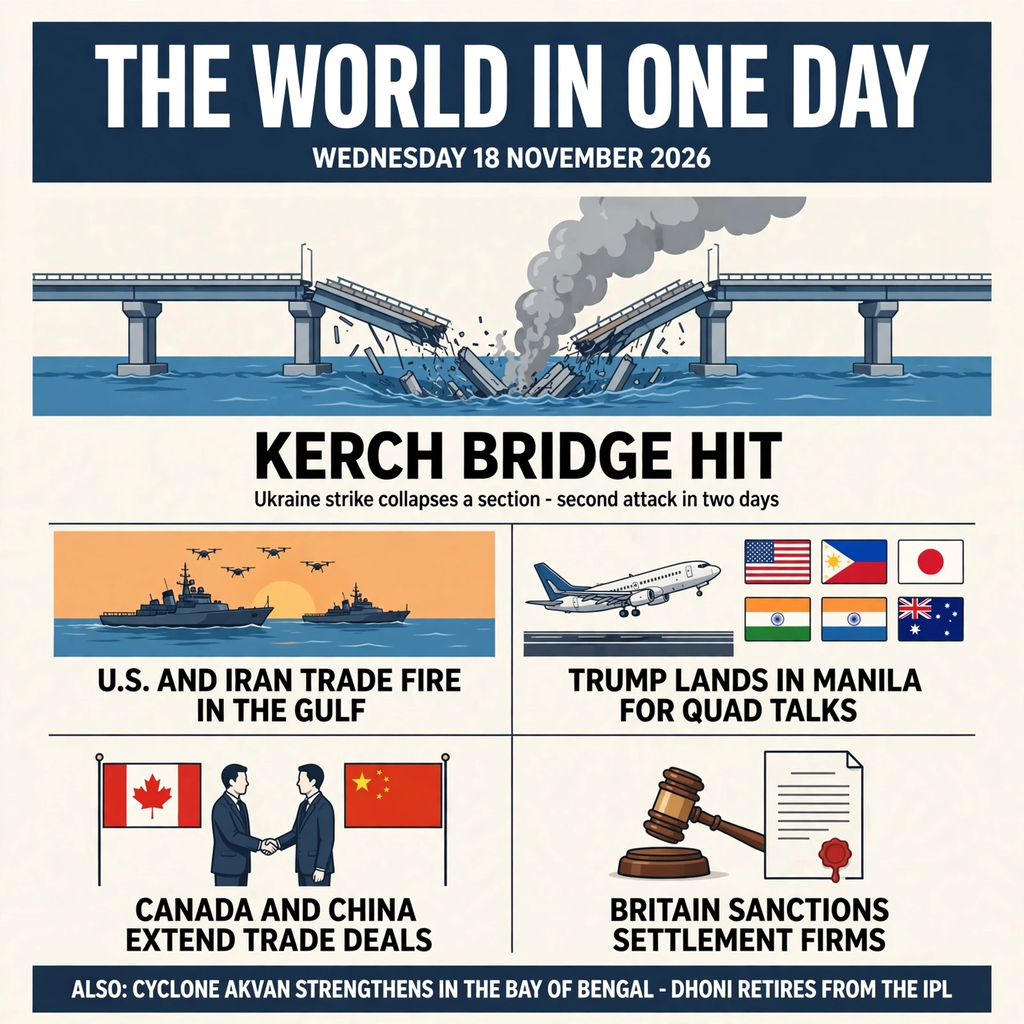 THE WORLD IN ONE DAY
WEDNESDAY 18 NOVEMBER 2026
KERCH BRIDGE HIT
Ukraine strike collapses a section - second attack in two days
U.S. AND IRAN TRADE FIRE
IN THE GULF
TRUMP LANDS IN MANILA
FOR QUAD TALKS
CANADA AND CHINA
EXTEND TRADE DEALS
BRITAIN SANCTIONS
SETTLEMENT FIRMS
ALSO: CYCLONE AKVAN STRENGTHENS IN THE BAY OF BENGAL - DHONI RETIRES FROM THE IPL